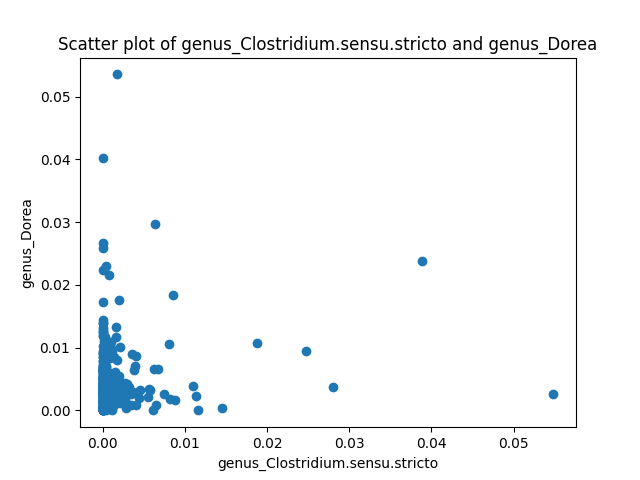 Scatter plot of genus_Clostridium.sensu.stricto and genus_Dorea
0.05
0.04
0.03
0.02
0.01
0.00
genus_Dorea
0.00 0.01 0.02 0.03 0.04 0.05
genus_Clostridium.sensu.stricto